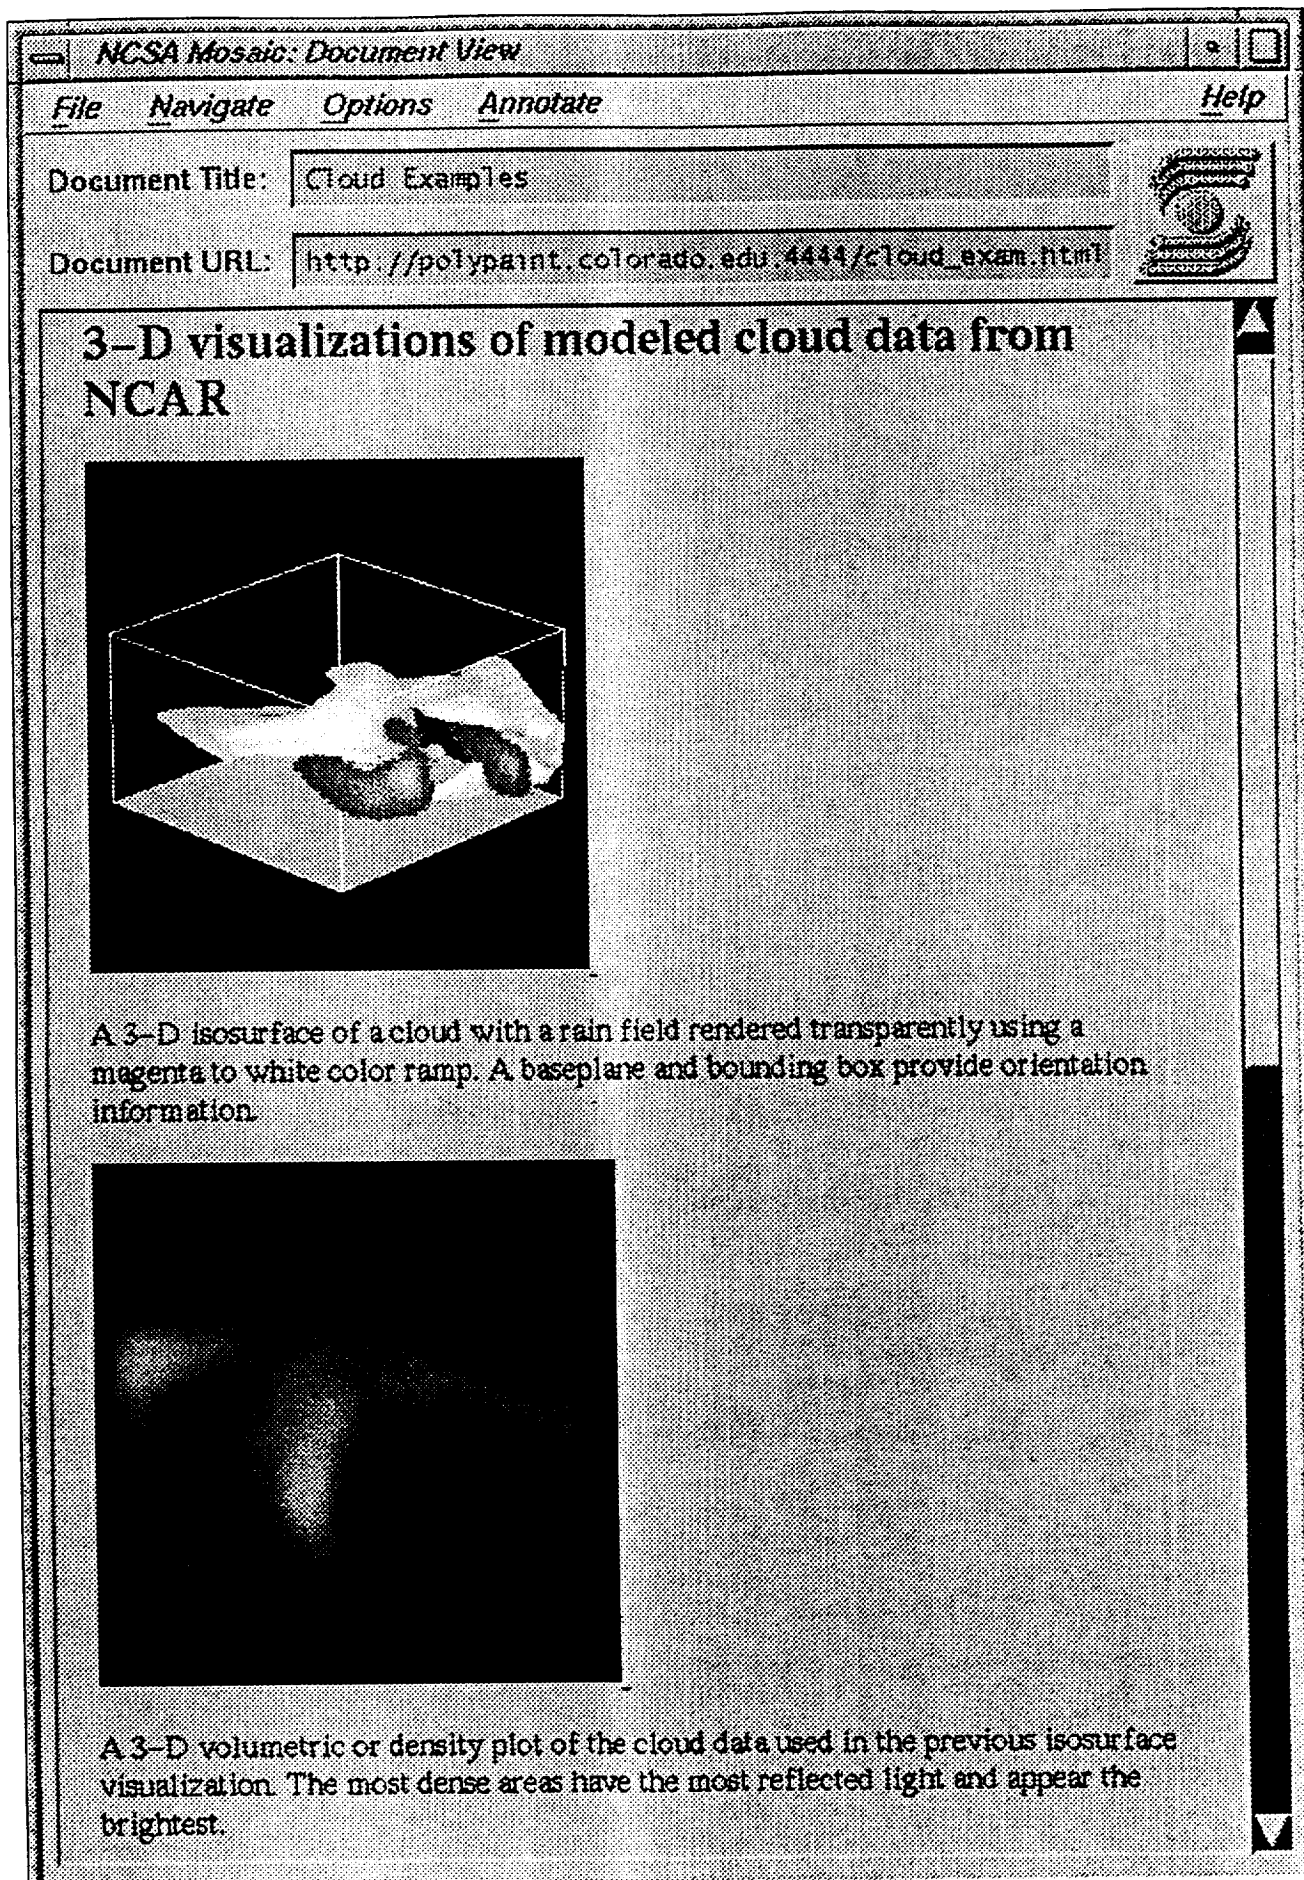 NCSA Mosaic: Document View
File Navigate Options Annotate Help
Document Title: Cloud Examples
Document URL: http://polypaint.colorado.edu:4444/cloud_exam.html
3-D visualizations of modeled cloud data from
NCAR
A 3-D isosurface of a cloud with a rain field rendered transparently using a
magenta to white color ramp. A baseplane and bounding box provide orientation
information.
A 3-D volumetric or density plot of the cloud data used in the previous isosurface
visualization. The most dense areas have the most reflected light and appear the
brightest.